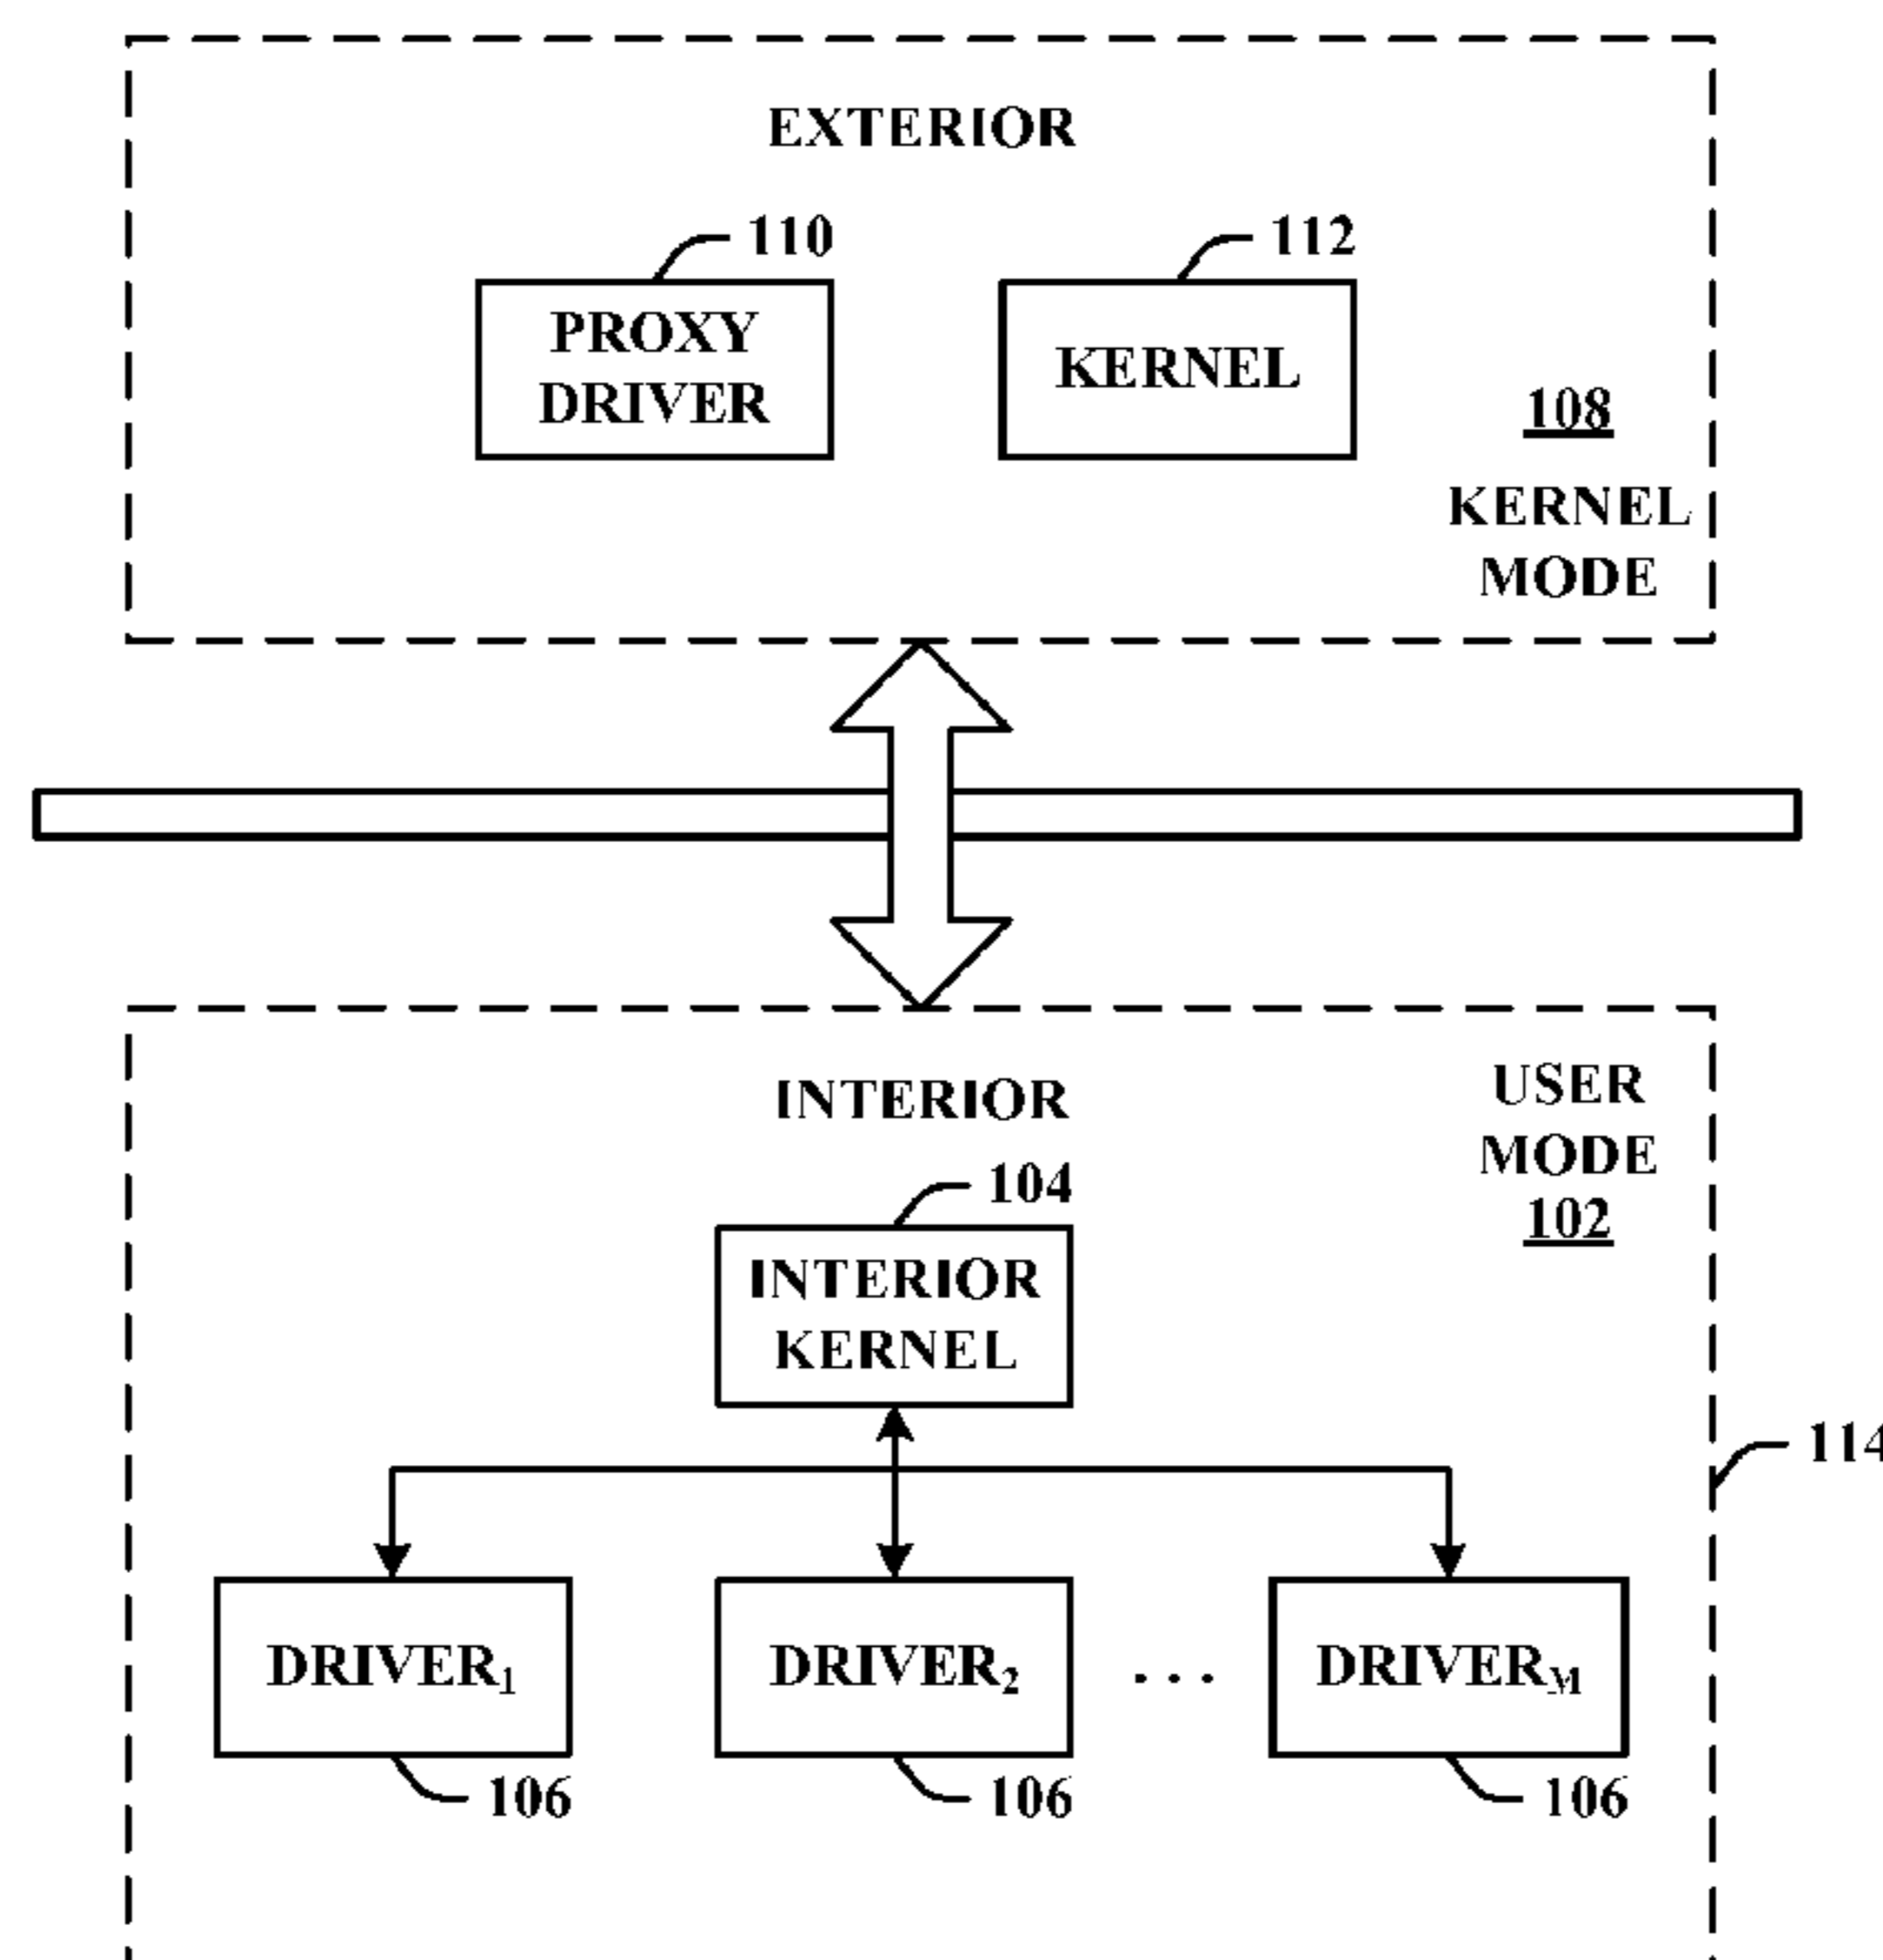 EXTERIOR
110
112
PROXY
DRIVER
KERNEL
108
KERNEL
MODE
INTERIOR
USER
MODE
102
104
INTERIOR
KERNEL
114
DRIVER1
DRIVER2
. . .
DRIVERM
106
106
106